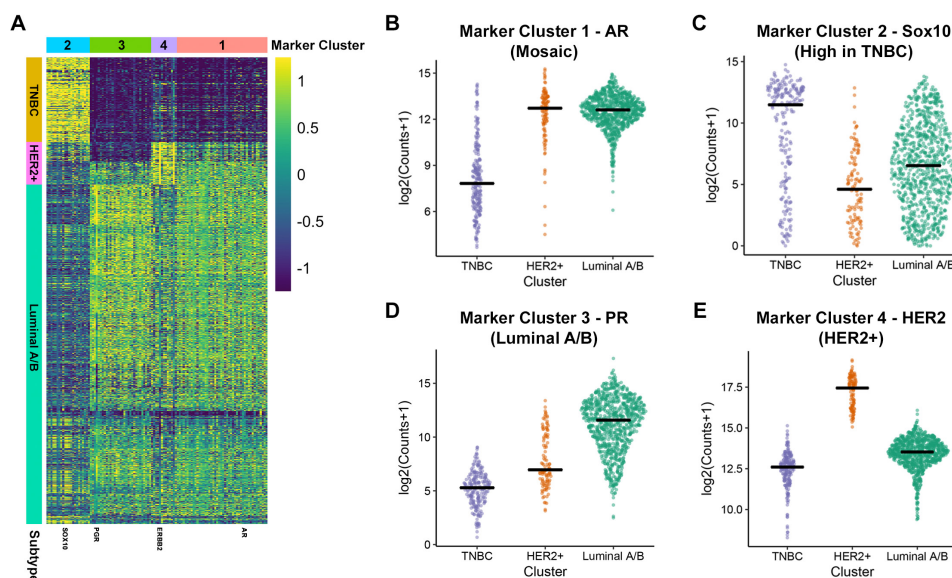 A
2 3 4 1 Marker Cluster
TNBC
HER2+
Luminal A/B
Subtype
SOX10
PGR
ERBB2
AR
1
0.5
0
-0.5
-1
B
Marker Cluster 1 - AR
(Mosaic)
log2(Counts+1)
15
12
9
6
TNBC HER2+ Luminal A/B
Cluster
C
Marker Cluster 2 - Sox10
(High in TNBC)
log2(Counts+1)
15
10
5
0
TNBC HER2+ Luminal A/B
Cluster
D
Marker Cluster 3 - PR
(Luminal A/B)
log2(Counts+1)
15
10
5
0
TNBC HER2+ Luminal A/B
Cluster
E
Marker Cluster 4 - HER2
(HER2+)
log2(Counts+1)
17.5
15.0
12.5
10.0
TNBC HER2+ Luminal A/B
Cluster